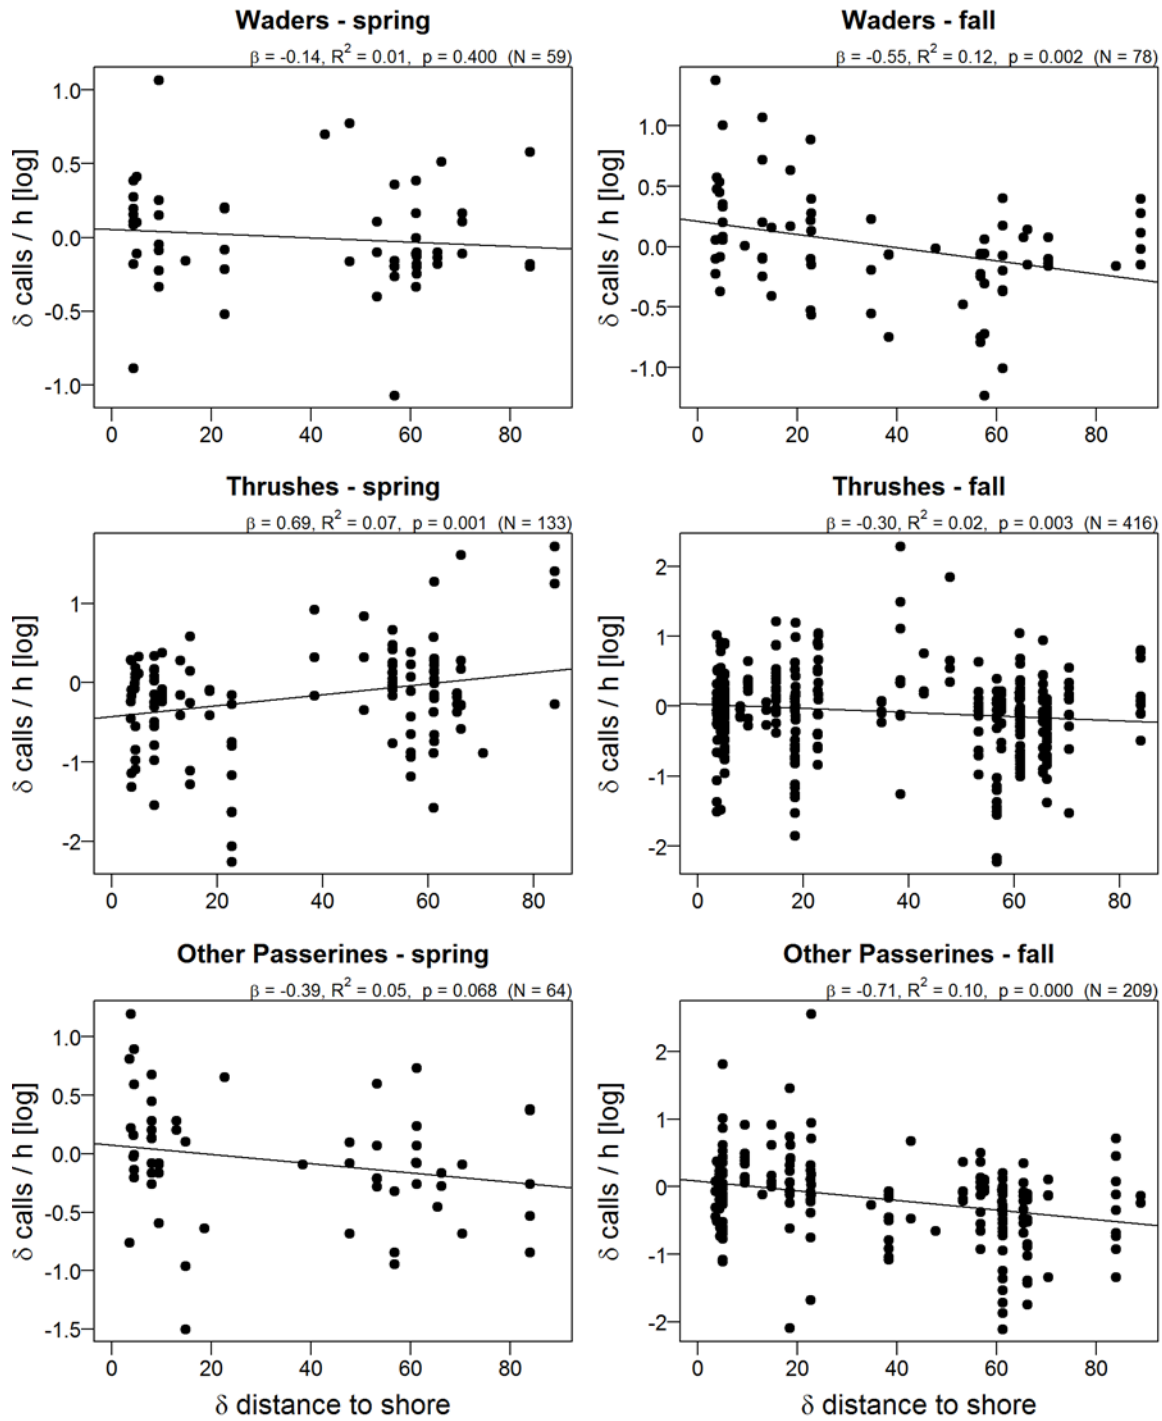 Waders - spring
β = -0.14, R² = 0.01, p = 0.400 (N = 59)
δ calls / h [log]
1.0
0.5
0.0
-0.5
-1.0
0 20 40 60 80
Waders - fall
β = -0.55, R² = 0.12, p = 0.002 (N = 78)
δ calls / h [log]
1.0
0.5
0.0
-0.5
-1.0
0 20 40 60 80
Thrushes - spring
β = 0.69, R² = 0.07, p = 0.001 (N = 133)
δ calls / h [log]
1
0
-1
-2
0 20 40 60 80
Thrushes - fall
β = -0.30, R² = 0.02, p = 0.003 (N = 416)
δ calls / h [log]
2
1
0
-1
-2
0 20 40 60 80
Other Passerines - spring
β = -0.39, R² = 0.05, p = 0.068 (N = 64)
δ calls / h [log]
1.0
0.5
0.0
-0.5
-1.0
-1.5
0 20 40 60 80
δ distance to shore
Other Passerines - fall
β = -0.71, R² = 0.10, p = 0.000 (N = 209)
δ calls / h [log]
2
1
0
-1
-2
0 20 40 60 80
δ distance to shore